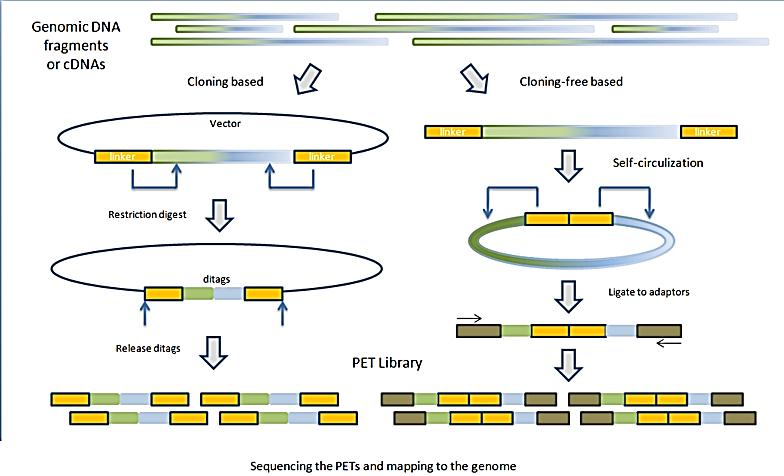 Genomic DNA
fragments
or cDNAs
Cloning based
Cloning-free based
Vector
linker
linker
linker
linker
Self-circulization
Restriction digest
ditags
Ligate to adaptors
Release ditags
PET Library
Sequencing the PETs and mapping to the genome